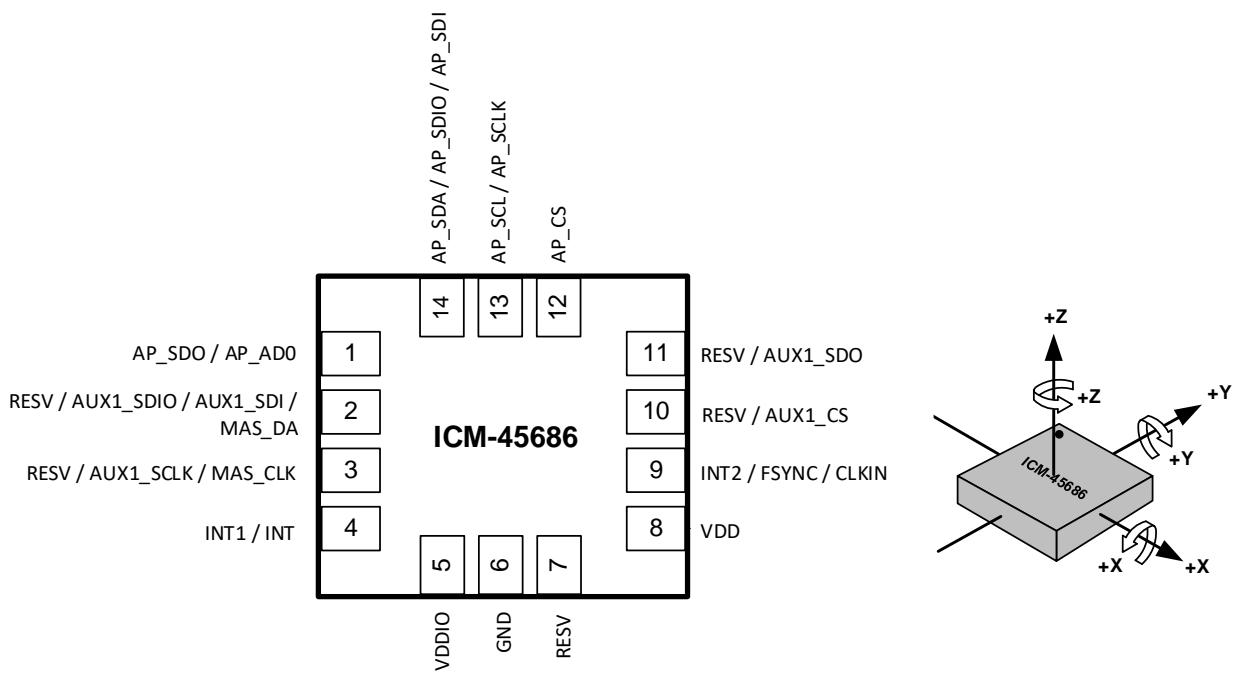 AP_SDA / AP_SDIO / AP_SDI
AP_SCL / AP_SCLK
AP_CS
14
13
12
AP_SDO / AP_AD0
1
RESV / AUX1_SDIO / AUX1_SDI /
MAS_DA
2
RESV / AUX1_SCLK / MAS_CLK
3
INT1 / INT
4
ICM-45686
11
RESV / AUX1_SDO
10
RESV / AUX1_CS
9
INT2 / FSYNC / CLKIN
8
VDD
5
6
7
VDDIO
GND
RESV
+Z
+Z
+Y
+Y
ICM-45686
+X
+X